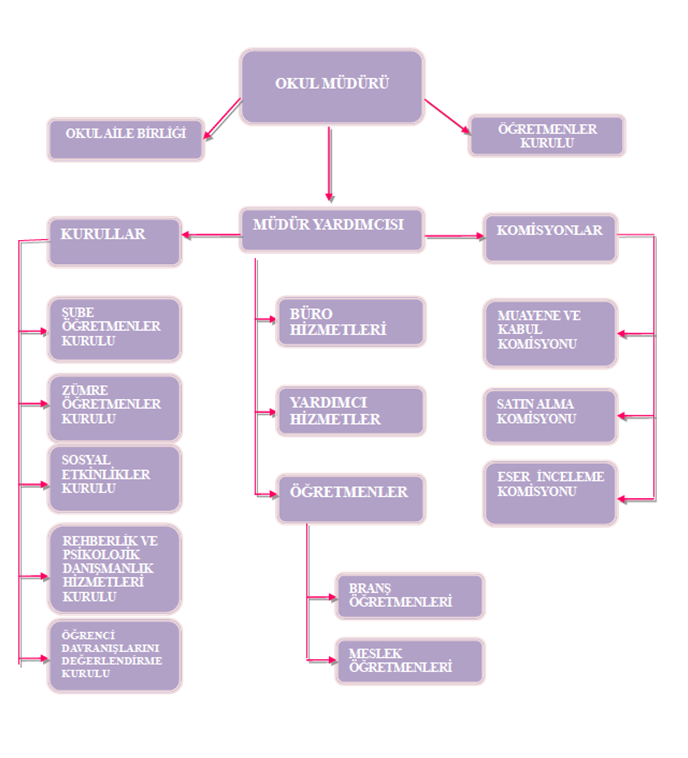 OKUL MÜDÜRÜ
OKUL AİLE BİRLİĞİ
ÖĞRETMENLER
KURULU
KURULLAR
MÜDÜR YARDIMCISI
KOMİSYONLAR
ŞUBE
ÖĞRETMENLER
KURULU
ZÜMRE
ÖĞRETMENLER
KURULU
SOSYAL
ETKİNLİKLER
KURULU
REHBERLİK VE
PSİKOLOJİK
DANIŞMANLIK
HİZMETLERİ
KURULU
ÖĞRENCİ
DAVRANIŞLARINI
DEĞERLENDİRME
KURULU
BÜRO
HİZMETLERİ
YARDIMCI
HİZMETLER
ÖĞRETMENLER
BRANŞ
ÖĞRETMENLERİ
MESLEK
ÖĞRETMENLERİ
MUAYENE VE
KABUL
KOMİSYONU
SATIN ALMA
KOMİSYONU
ESER İNCELEME
KOMİSYONU